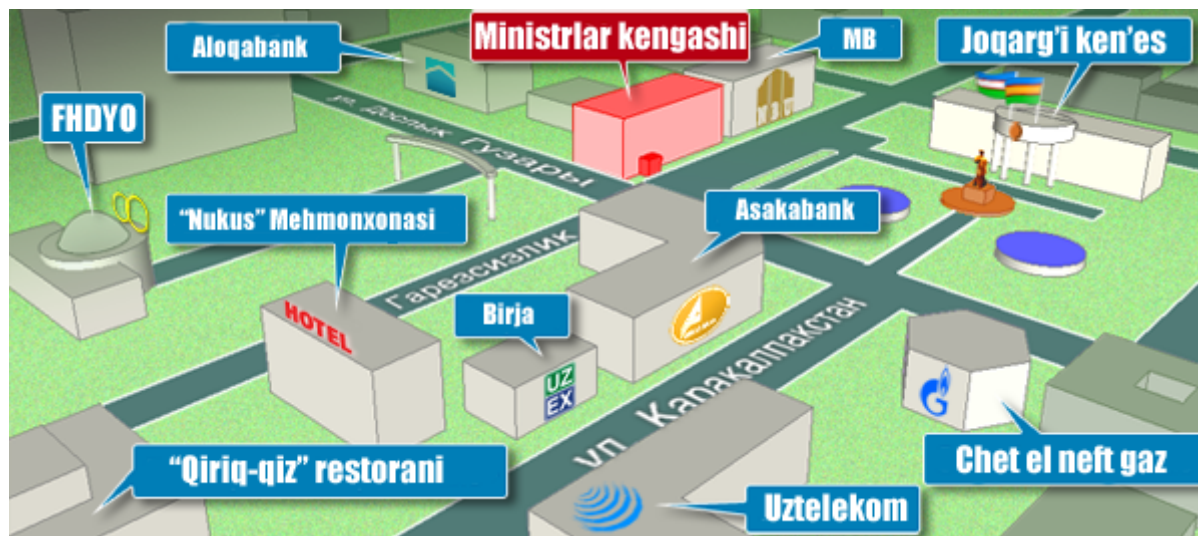 Aloqabank
Ministrlar kengashi
MB
Joqarg'i ken'es
FHDYO
ул. Дослык Гузары
"Nukus" Mehmonxonasi
Asakabank
Гарезсизлик
HOTEL
Birja
UZ
EX
ул. Каракалпакстан
"Qiriq-qiz" restorani
Chet el neft gaz
Uztelekom